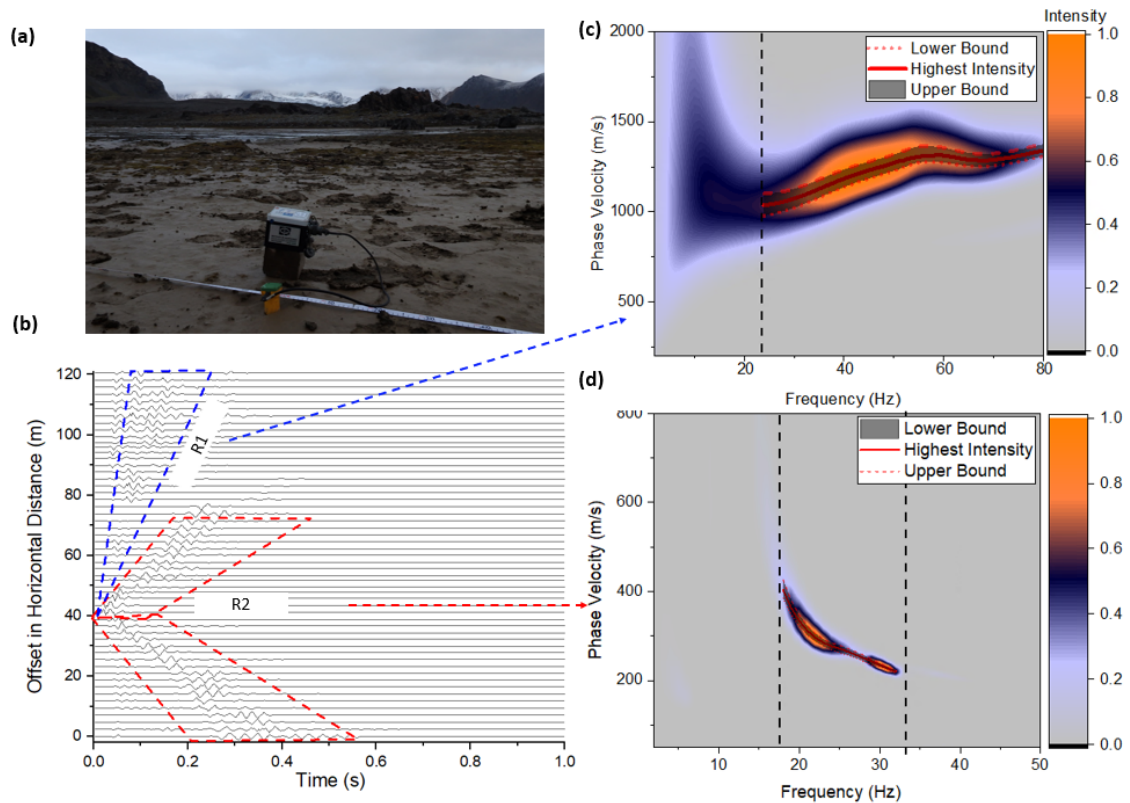 (a)
(b)
120
100
80
60
40
20
0
Offset in Horizontal Distance (m)
R1
R2
0.0
0.2
0.4
0.6
0.8
1.0
Time (s)
(c)
2000
1500
1000
500
Phase Velocity (m/s)
Lower Bound
Highest Intensity
Upper Bound
20
40
60
80
Frequency (Hz)
Intensity
1.0
0.8
0.6
0.4
0.2
0.0
(d)
800
600
400
200
Phase Velocity (m/s)
Lower Bound
Highest Intensity
Upper Bound
10
20
30
40
50
Frequency (Hz)
1.0
0.8
0.6
0.4
0.2
0.0